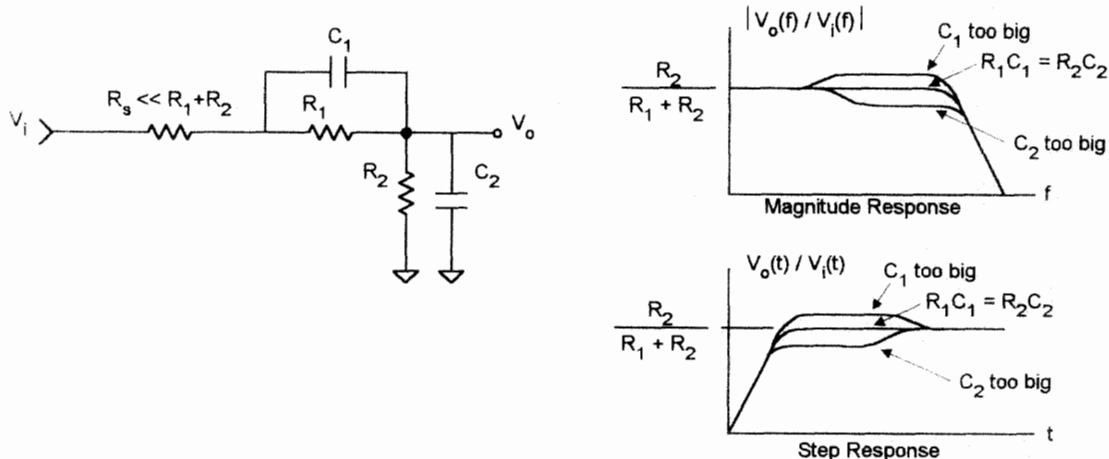 C₁
Rₛ << R₁+R₂
R₁
Vᵢ
Vₒ
R₂
C₂
|Vₒ(f) / Vᵢ(f)|
C₁ too big
R₁C₁ = R₂C₂
R₂
R₁ + R₂
C₂ too big
f
Magnitude Response
Vₒ(t) / Vᵢ(t)
C₁ too big
R₁C₁ = R₂C₂
R₂
R₁ + R₂
C₂ too big
t
Step Response